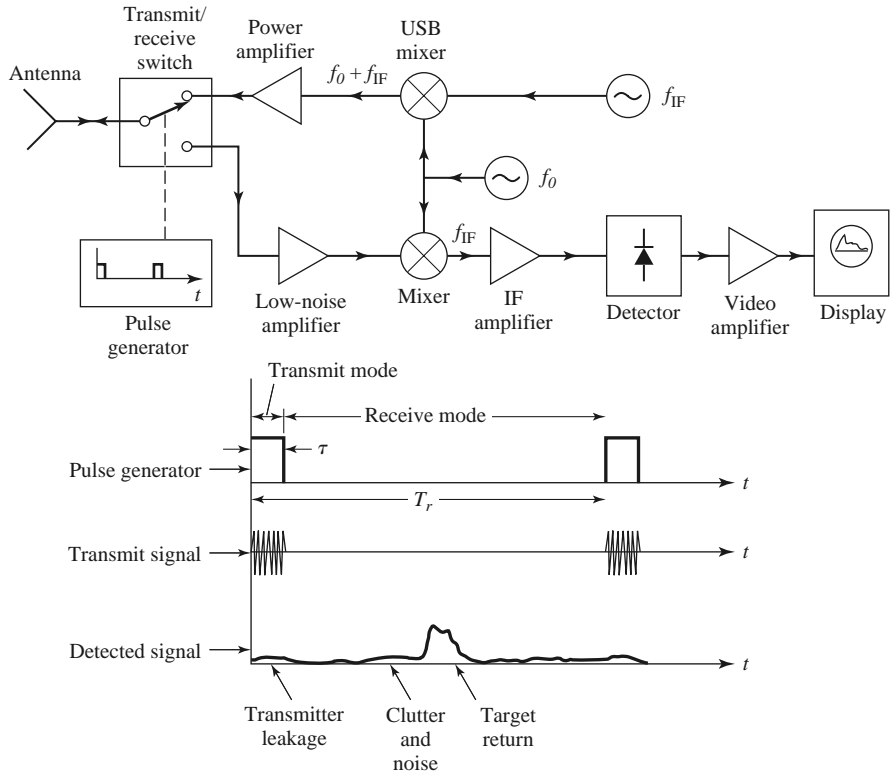 Transmit/
receive
switch
Power
amplifier
USB
mixer
Antenna
f0 + fIF
fIF
f0
fIF
t
Pulse
generator
Low-noise
amplifier
Mixer
IF
amplifier
Detector
Video
amplifier
Display
Transmit mode
Receive mode
τ
Pulse generator
t
Tr
Transmit signal
t
Detected signal
t
Transmitter
leakage
Clutter
and
noise
Target
return